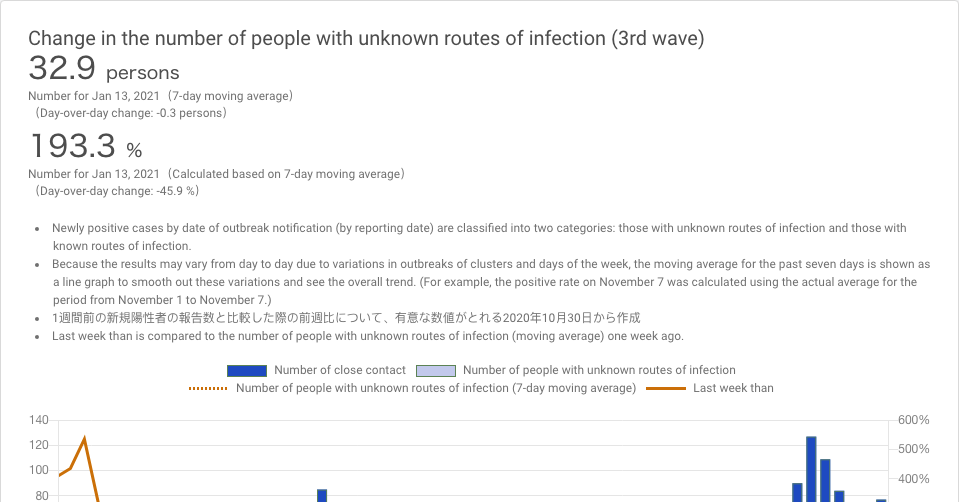 Change in the number of people with unknown routes of infection (3rd wave)
32.9 persons
Number for Jan 13, 2021（7-day moving average）
（Day-over-day change: -0.3 persons）
193.3 %
Number for Jan 13, 2021（Calculated based on 7-day moving average）
（Day-over-day change: -45.9 %）
• Newly positive cases by date of outbreak notification (by reporting date) are classified into two categories: those with unknown routes of infection and those with
known routes of infection.
• Because the results may vary from day to day due to variations in outbreaks of clusters and days of the week, the moving average for the past seven days is shown as
a line graph to smooth out these variations and see the overall trend. (For example, the positive rate on November 7 was calculated using the actual average for the
period from November 1 to November 7.)
• 1週間前の新規陽性者の報告数と比較した際の前週比について、有意な数値がとれる2020年10月30日から作成
• Last week than is compared to the number of people with unknown routes of infection (moving average) one week ago.
Number of close contact Number of people with unknown routes of infection
Number of people with unknown routes of infection (7-day moving average) Last week than
140 600%
120 500%
100 400%
80